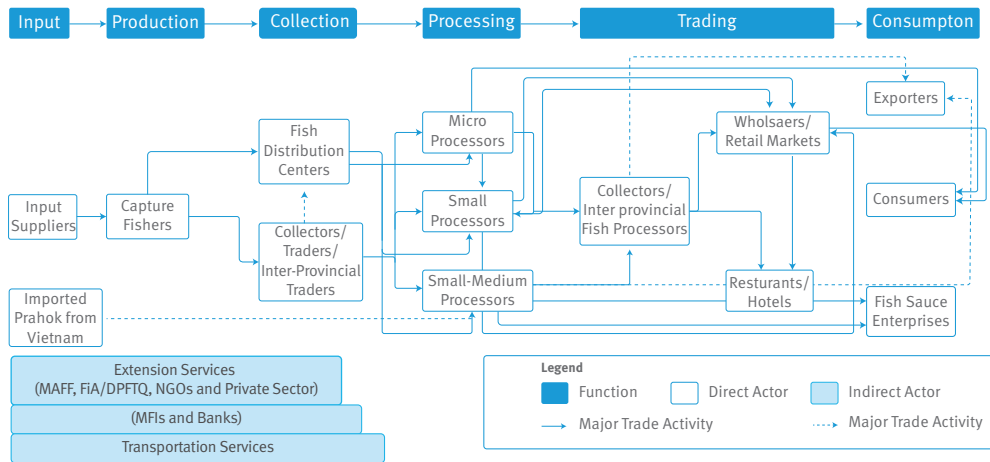 Input
Production
Collection
Processing
Trading
Consumpton
Micro
Processors
Exporters
Wholsaers/
Retail Markets
Fish
Distribution
Centers
Input
Suppliers
Capture
Fishers
Small
Processors
Collectors/
Inter provincial
Fish Processors
Consumers
Collectors/
Traders/
Inter-Provincial
Traders
Small-Medium
Processors
Resturants/
Hotels
Fish Sauce
Enterprises
Imported
Prahok from
Vietnam
Extension Services
(MAFF, FiA/DPFTQ, NGOs and Private Sector)
(MFIs and Banks)
Transportation Services
Legend
Function
Direct Actor
Indirect Actor
Major Trade Activity
Major Trade Activity